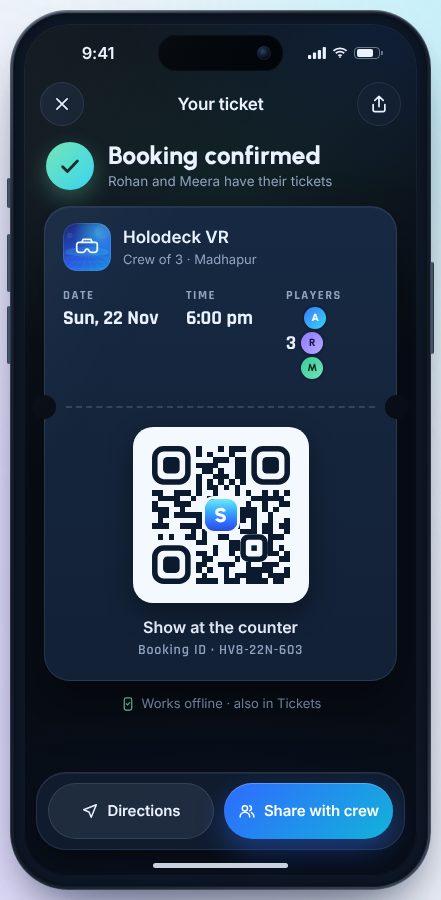 9:41
Your ticket
Booking confirmed
Rohan and Meera have their tickets
Holodeck VR
Crew of 3 · Madhapur
DATE TIME PLAYERS
Sun, 22 Nov 6:00 pm 3
A
R
M
S
Show at the counter
Booking ID · HV8-22N-603
Works offline · also in Tickets
Directions Share with crew